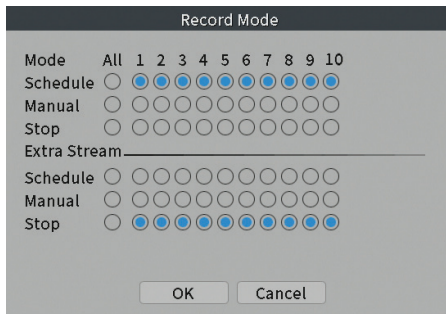 Record Mode
Mode All 1 2 3 4 5 6 7 8 9 10
Schedule
Manual
Stop
Extra Stream
Schedule
Manual
Stop
OK Cancel